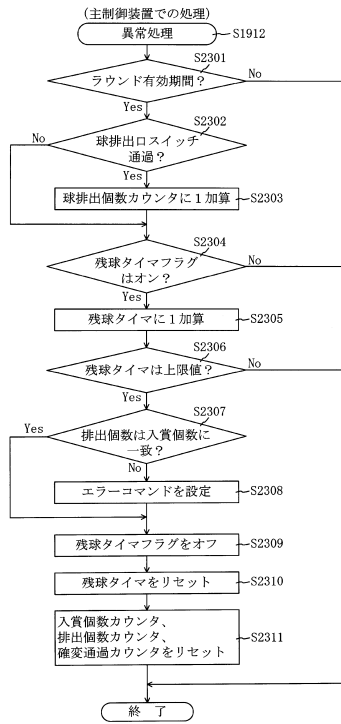 (主制御装置での処理)
異常処理
S1912
S2301
ラウンド有効期間?
No
Yes
S2302
No
球排出口スイッチ
通過?
Yes
球排出個数カウンタに1加算
S2303
S2304
残球タイマフラグ
はオン?
No
Yes
残球タイマに1加算
S2305
S2306
残球タイマは上限値?
No
Yes
S2307
Yes
排出個数は入賞個数に
一致?
No
エラーコマンドを設定
S2308
残球タイマフラグをオフ
S2309
残球タイマをリセット
S2310
入賞個数カウンタ、
排出個数カウンタ、
確変通過カウンタをリセット
S2311
終 了